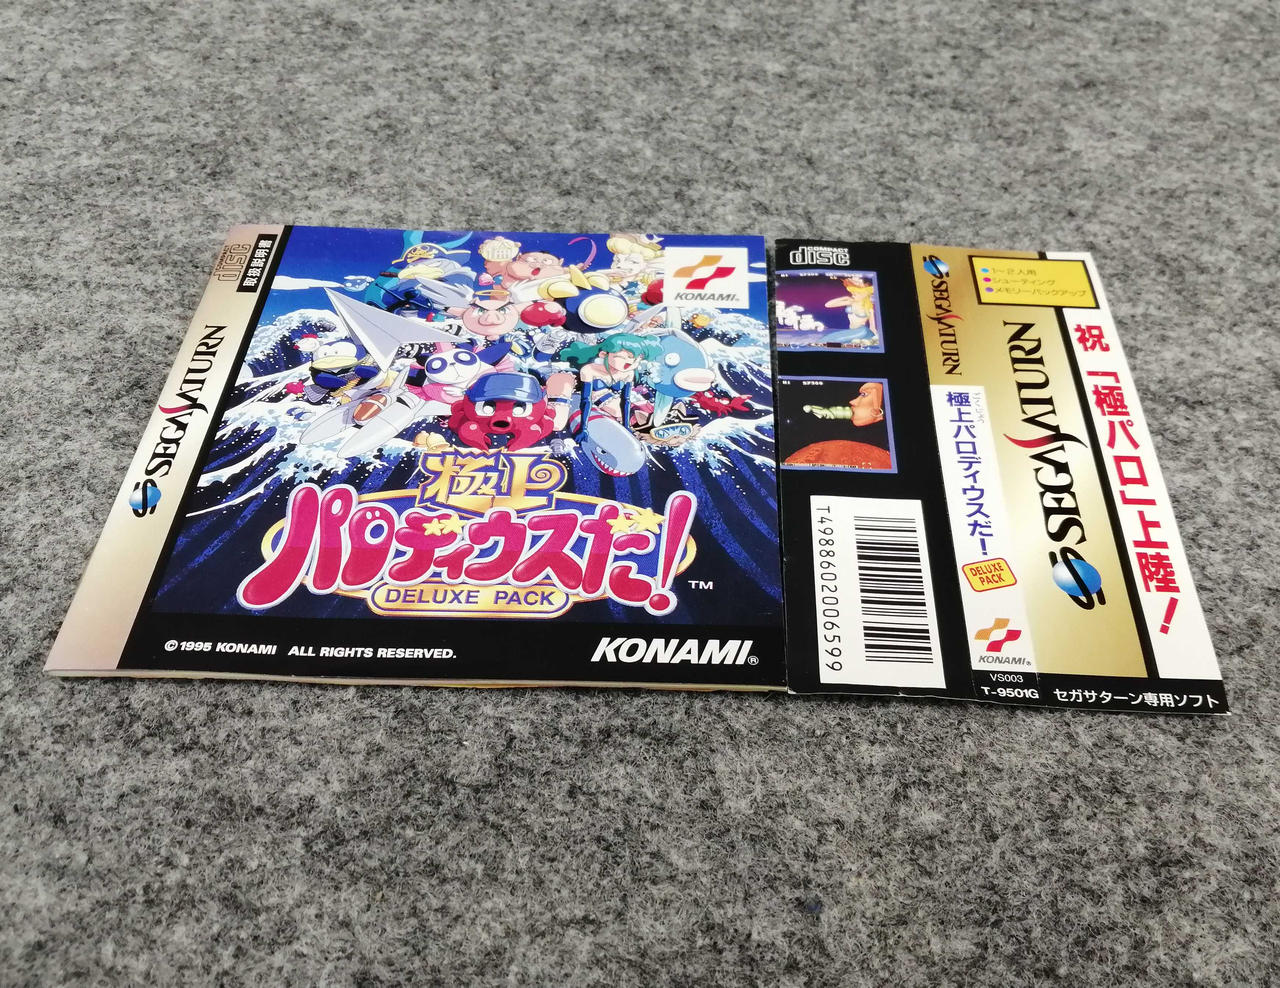 COMPACT
disc
取扱説明書
SEGA SATURN
KONAMI®
極上
パロディウスだ!
DELUXE PACK
TM
© 1995 KONAMI ALL RIGHTS RESERVED.
KONAMI®
COMPACT
disc
T4988602006599
SEGA SATURN
極上パロディウスだ!
DELUXE PACK
KONAMI®
VS003
T-9501G
1〜2人用
シューティング
メモリーバックアップ
SEGA SATURN
祝「極パロ」上陸!
セガサターン専用ソフト